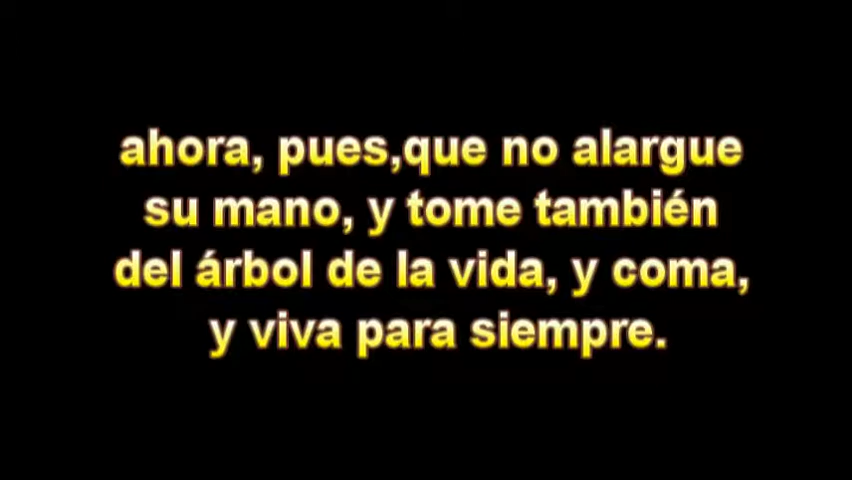 ahora, pues,que no alargue
su mano, y tome también
del árbol de la vida, y coma,
y viva para siempre.